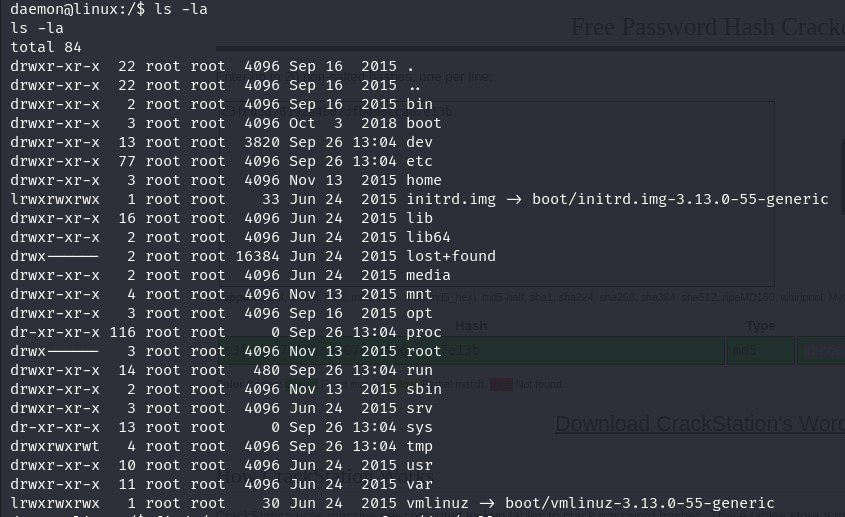 daemon@linux:/$ ls -la
ls -la
Free Password Hash Cracke
total 84
drwxr-xr-x  22 root root  4096 Sep 16  2015 .
drwxr-xr-x  22 root root  4096 Sep 16  2015 ..
drwxr-xr-x   2 root root  4096 Sep 16  2015 bin
drwxr-xr-x   3 root root  4096 Oct  3  2018 boot
drwxr-xr-x  13 root root  3820 Sep 26 13:04 dev
drwxr-xr-x  77 root root  4096 Sep 26 13:04 etc
drwxr-xr-x   3 root root  4096 Nov 13  2015 home
lrwxrwxrwx   1 root root    33 Jun 24  2015 initrd.img -> boot/initrd.img-3.13.0-55-generic
drwxr-xr-x  16 root root  4096 Jun 24  2015 lib
drwxr-xr-x   2 root root  4096 Jun 24  2015 lib64
drwx------   2 root root 16384 Jun 24  2015 lost+found
drwxr-xr-x   2 root root  4096 Jun 24  2015 media
drwxr-xr-x   4 root root  4096 Nov 13  2015 mnt
drwxr-xr-x   3 root root  4096 Sep 16  2015 opt
Hash Type
dr-xr-xr-x 116 root root     0 Sep 26 13:04 proc
drwx------   3 root root  4096 Nov 13  2015 root
md5
drwxr-xr-x  14 root root   480 Sep 26 13:04 run
match, Not found.
drwxr-xr-x   2 root root  4096 Nov 13  2015 sbin
drwxr-xr-x   3 root root  4096 Jun 24  2015 srv
Download CrackStation's Wor
dr-xr-xr-x  13 root root     0 Sep 26 13:04 sys
drwxrwxrwt   4 root root  4096 Sep 26 13:04 tmp
drwxr-xr-x  10 root root  4096 Jun 24  2015 usr
drwxr-xr-x  11 root root  4096 Jun 24  2015 var
lrwxrwxrwx   1 root root    30 Jun 24  2015 vmlinuz -> boot/vmlinuz-3.13.0-55-generic